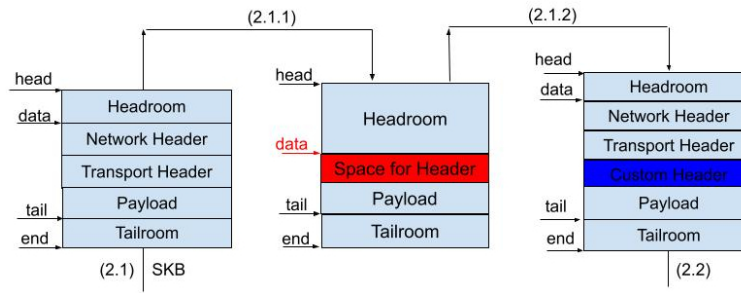 (2.1.1)
(2.1.2)
head
Headroom
data
Network Header
Transport Header
Payload
tail
Tailroom
end
(2.1) SKB
head
Headroom
data
Space for Header
Payload
tail
Tailroom
end
head
Headroom
data
Network Header
Transport Header
Custom Header
Payload
tail
Tailroom
end
(2.2)